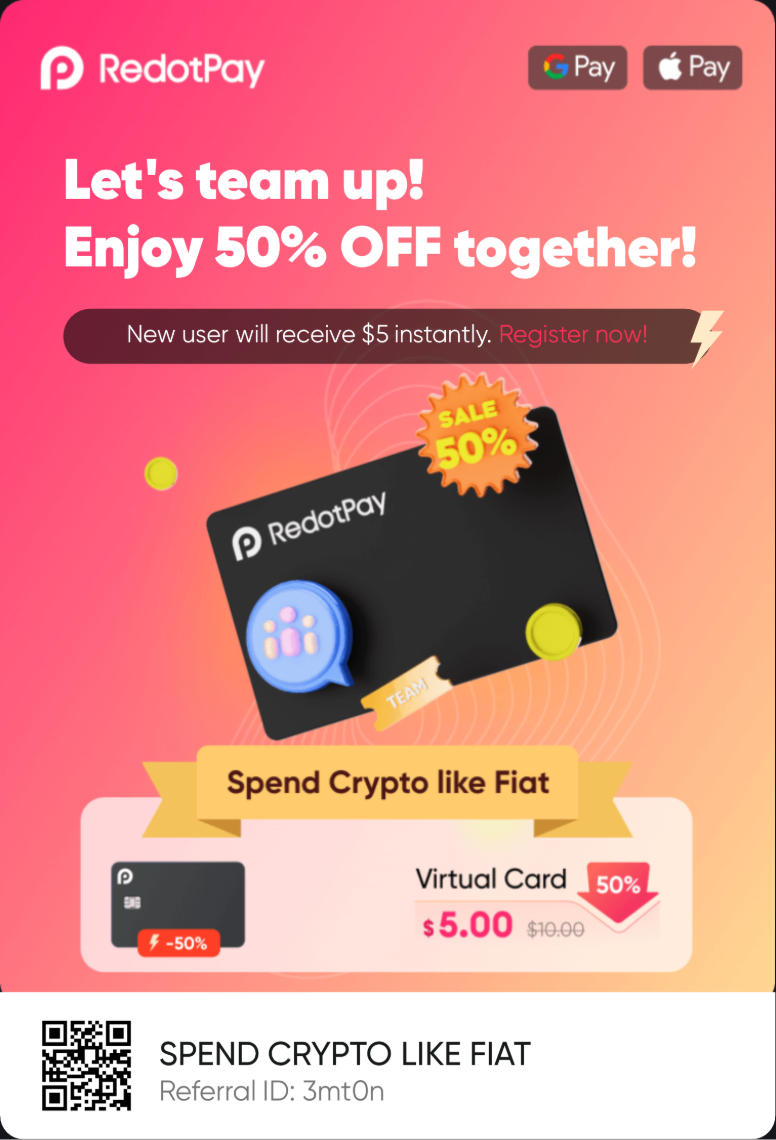 RedotPay
G Pay
Pay
Let's team up!
Enjoy 50% OFF together!
New user will receive $5 instantly. Register now!
SALE
50%
RedotPay
TEAM
Spend Crypto like Fiat
Virtual Card
50%
$5.00 $10.00
-50%
SPEND CRYPTO LIKE FIAT
Referral ID: 3mt0n